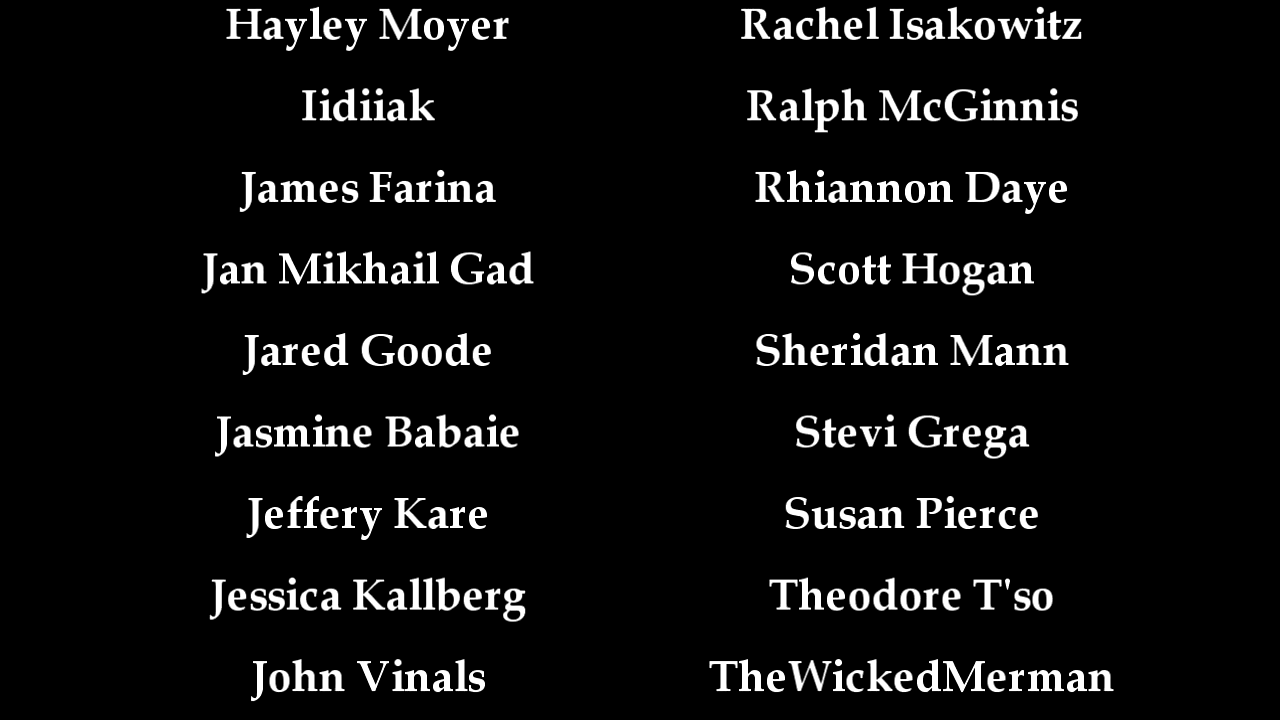 Hayley Moyer
Iidiiak
James Farina
Jan Mikhail Gad
Jared Goode
Jasmine Babaie
Jeffery Kare
Jessica Kallberg
John Vinals
Rachel Isakowitz
Ralph McGinnis
Rhiannon Daye
Scott Hogan
Sheridan Mann
Stevi Grega
Susan Pierce
Theodore T'so
TheWickedMerman